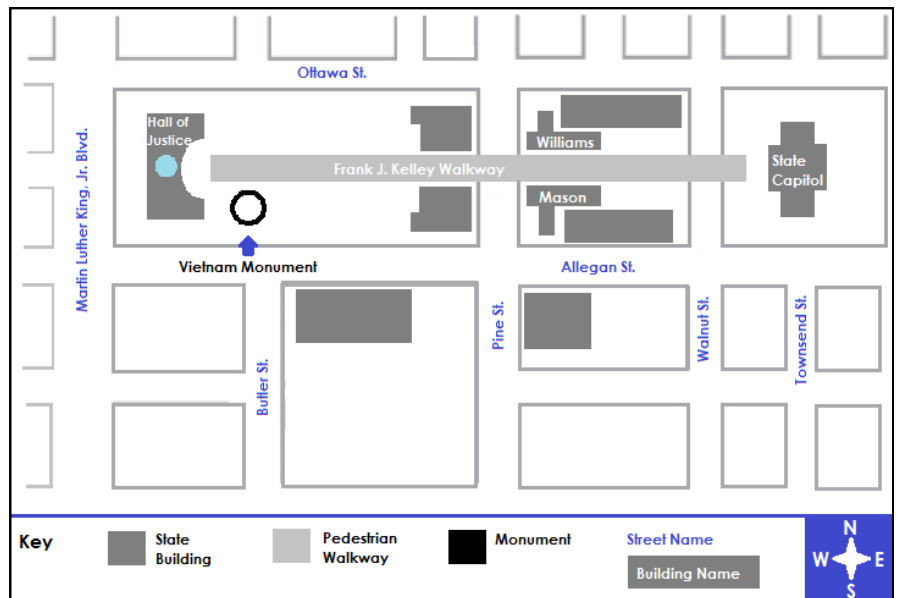 Ottawa St.
Hall of
Justice
Martin Luther King, Jr. Blvd.
Williams
Frank J. Kelley Walkway
State
Capitol
Mason
Vietnam Monument
Allegan St.
Butler St.
Pine St.
Walnut St.
Townsend St.
Key
State
Building
Pedestrian
Walkway
Monument
Street Name
Building Name
N
W
E
S